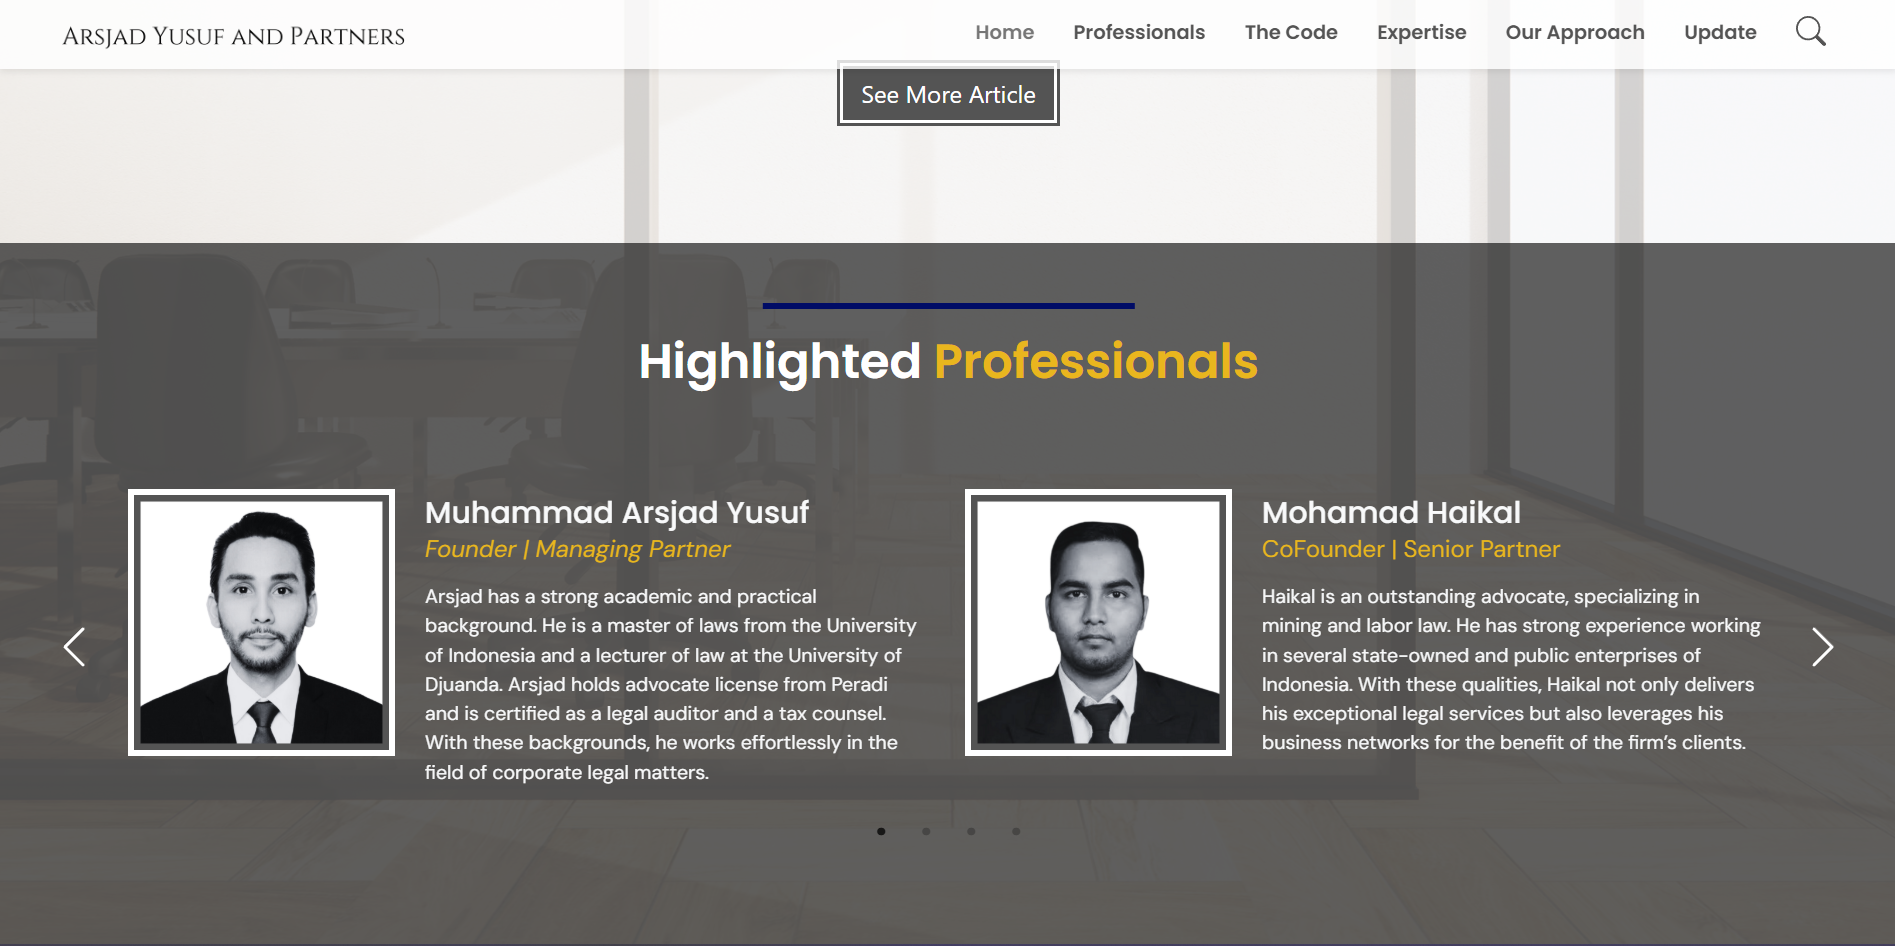 Arsjad Yusuf and Partners
Home Professionals The Code Expertise Our Approach Update
See More Article
Highlighted Professionals
Muhammad Arsjad Yusuf
Founder | Managing Partner
Arsjad has a strong academic and practical
background. He is a master of laws from the University
of Indonesia and a lecturer of law at the University of
Djuanda. Arsjad holds advocate license from Peradi
and is certified as a legal auditor and a tax counsel.
With these backgrounds, he works effortlessly in the
field of corporate legal matters.
Mohamad Haikal
CoFounder | Senior Partner
Haikal is an outstanding advocate, specializing in
mining and labor law. He has strong experience working
in several state-owned and public enterprises of
Indonesia. With these qualities, Haikal not only delivers
his exceptional legal services but also leverages his
business networks for the benefit of the firm's clients.